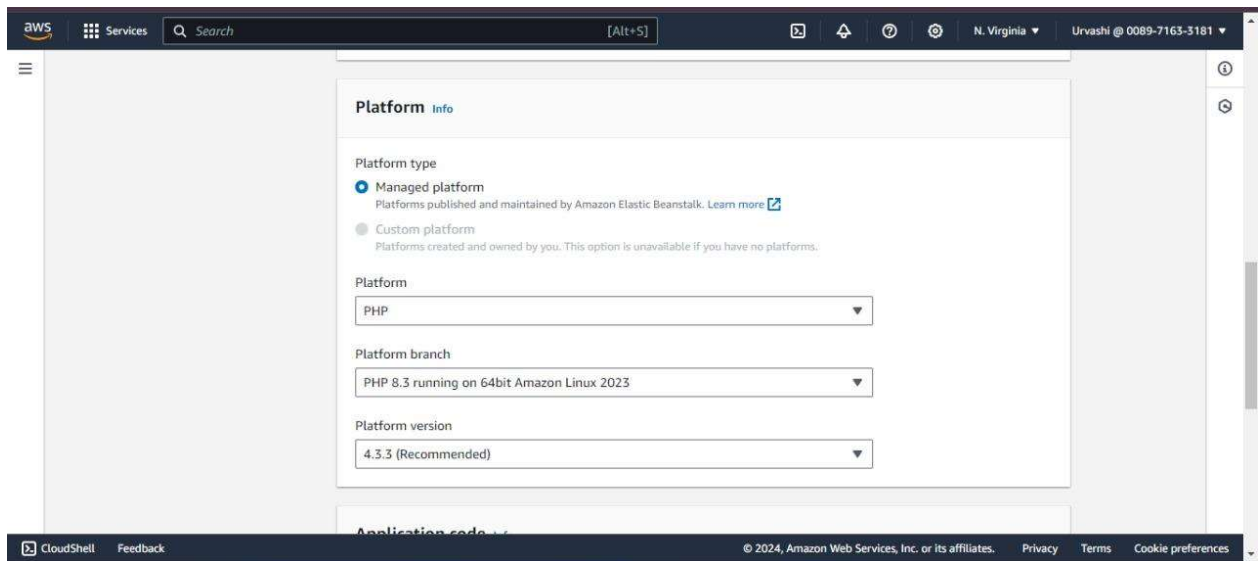 aws
Services
Search
[Alt+S]
N. Virginia
Urvashi @ 0089-7163-3181
Platform Info
Platform type
Managed platform
Platforms published and maintained by Amazon Elastic Beanstalk. Learn more
Custom platform
Platforms created and owned by you. This option is unavailable if you have no platforms.
Platform
PHP
Platform branch
PHP 8.3 running on 64bit Amazon Linux 2023
Platform version
4.3.3 (Recommended)
Application code
CloudShell
Feedback
© 2024, Amazon Web Services, Inc. or its affiliates.
Privacy
Terms
Cookie preferences